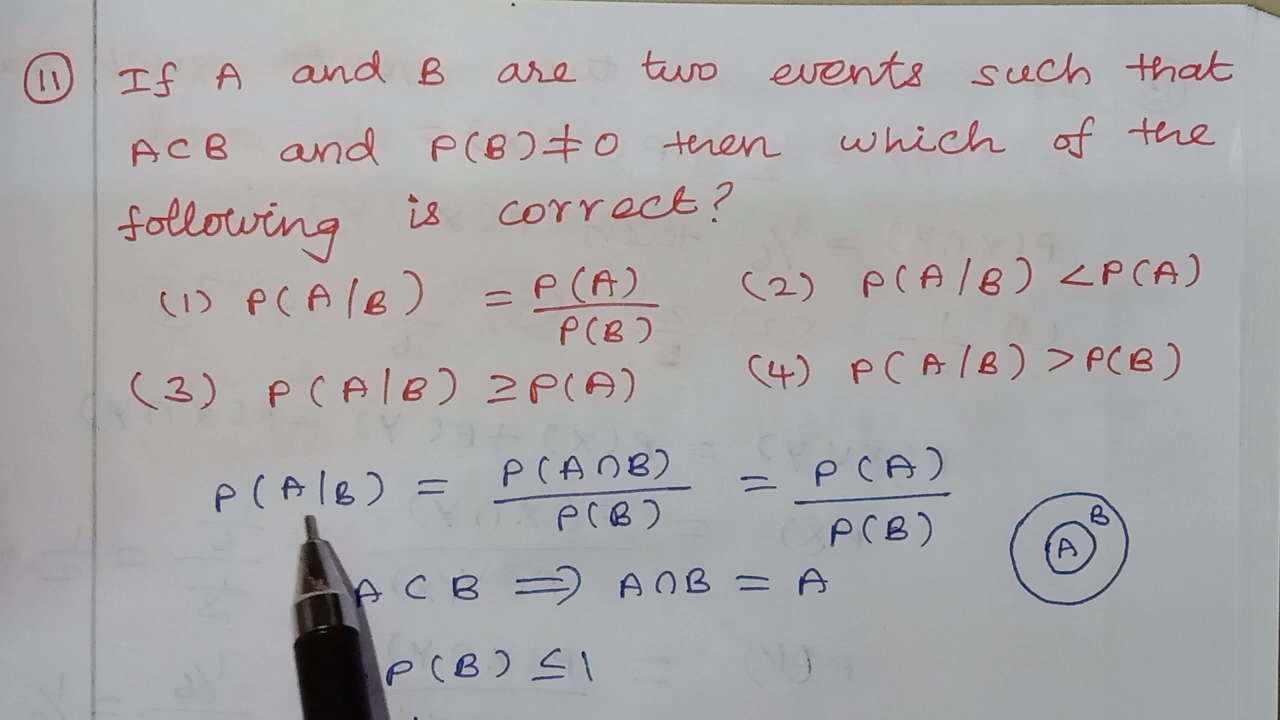 (11) If A and B are two events such that
A⊂B and P(B)≠0 then which of the
following is correct?
(1) P(A/B) = P(A)/P(B) (2) P(A/B) <P(A)
(3) P(A/B) ≥P(A) (4) P(A/B) >P(B)
P(A/B) = P(A∩B)/P(B) = P(A)/P(B)
B
A
A⊂B ⟹ A∩B = A
P(B) ≤1